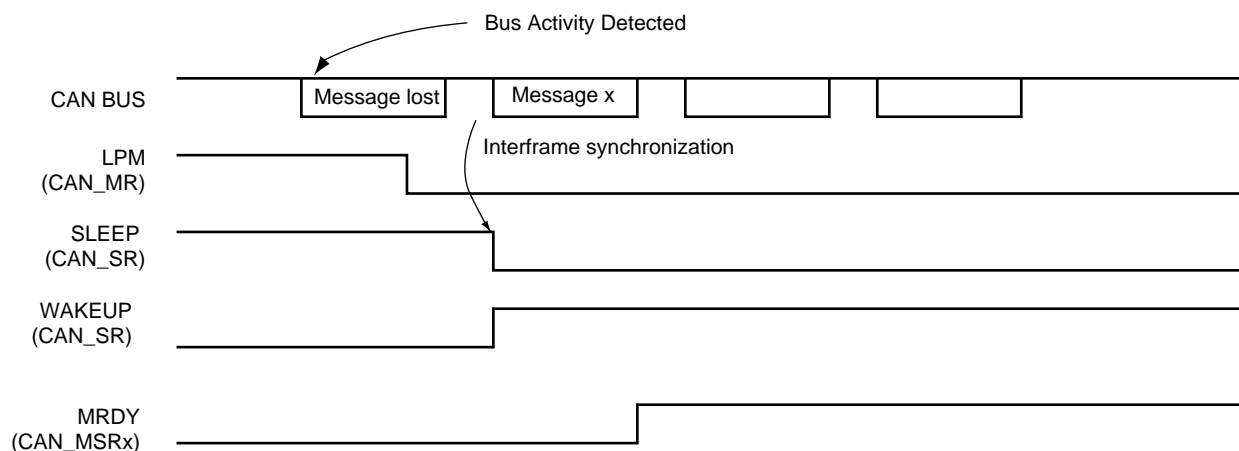 Bus Activity Detected
CAN BUS
Message lost
Message x
Interframe synchronization
LPM
(CAN_MR)
SLEEP
(CAN_SR)
WAKEUP
(CAN_SR)
MRDY
(CAN_MSRx)